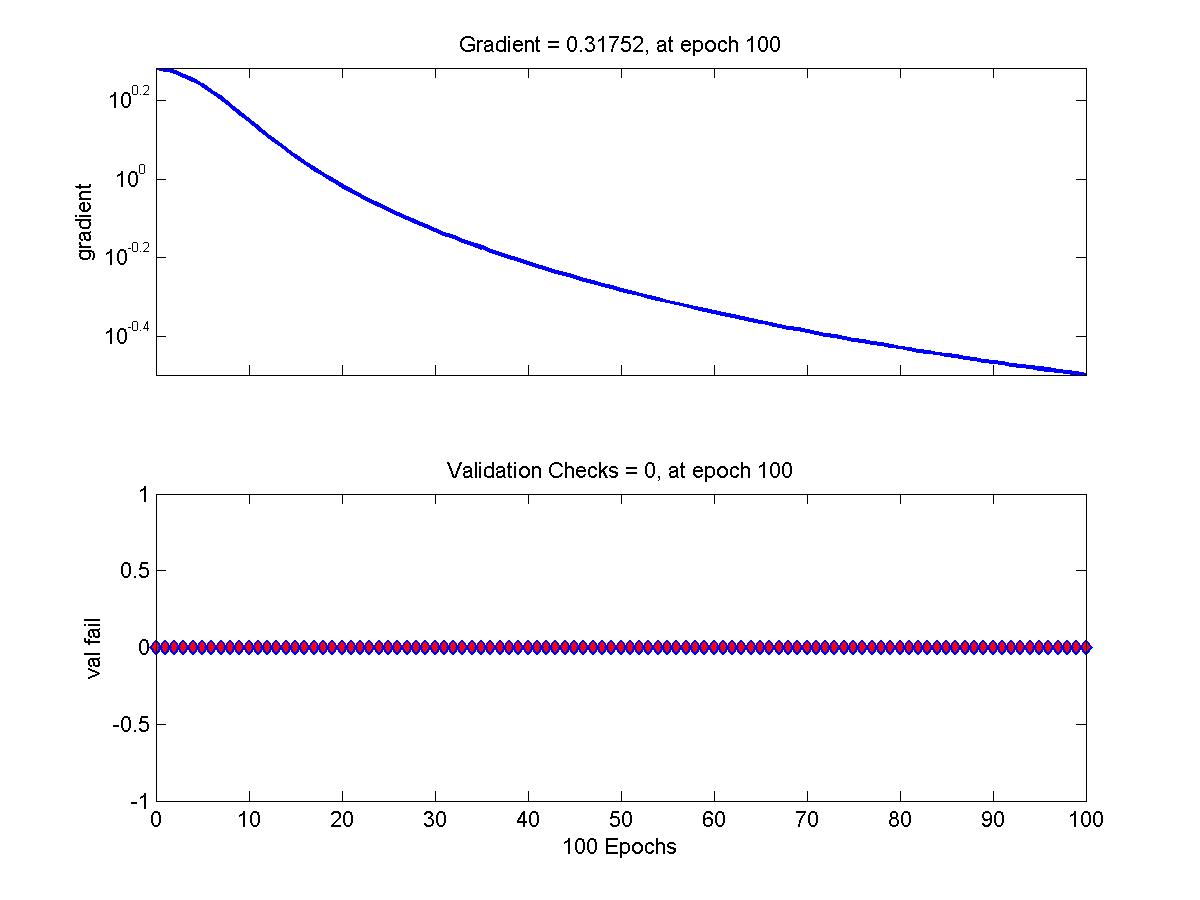 Gradient = 0.31752, at epoch 100
10^0.2
10^0
10^-0.2
10^-0.4
gradient
Validation Checks = 0, at epoch 100
1
0.5
0
-0.5
-1
val fail
0 10 20 30 40 50 60 70 80 90 100
100 Epochs